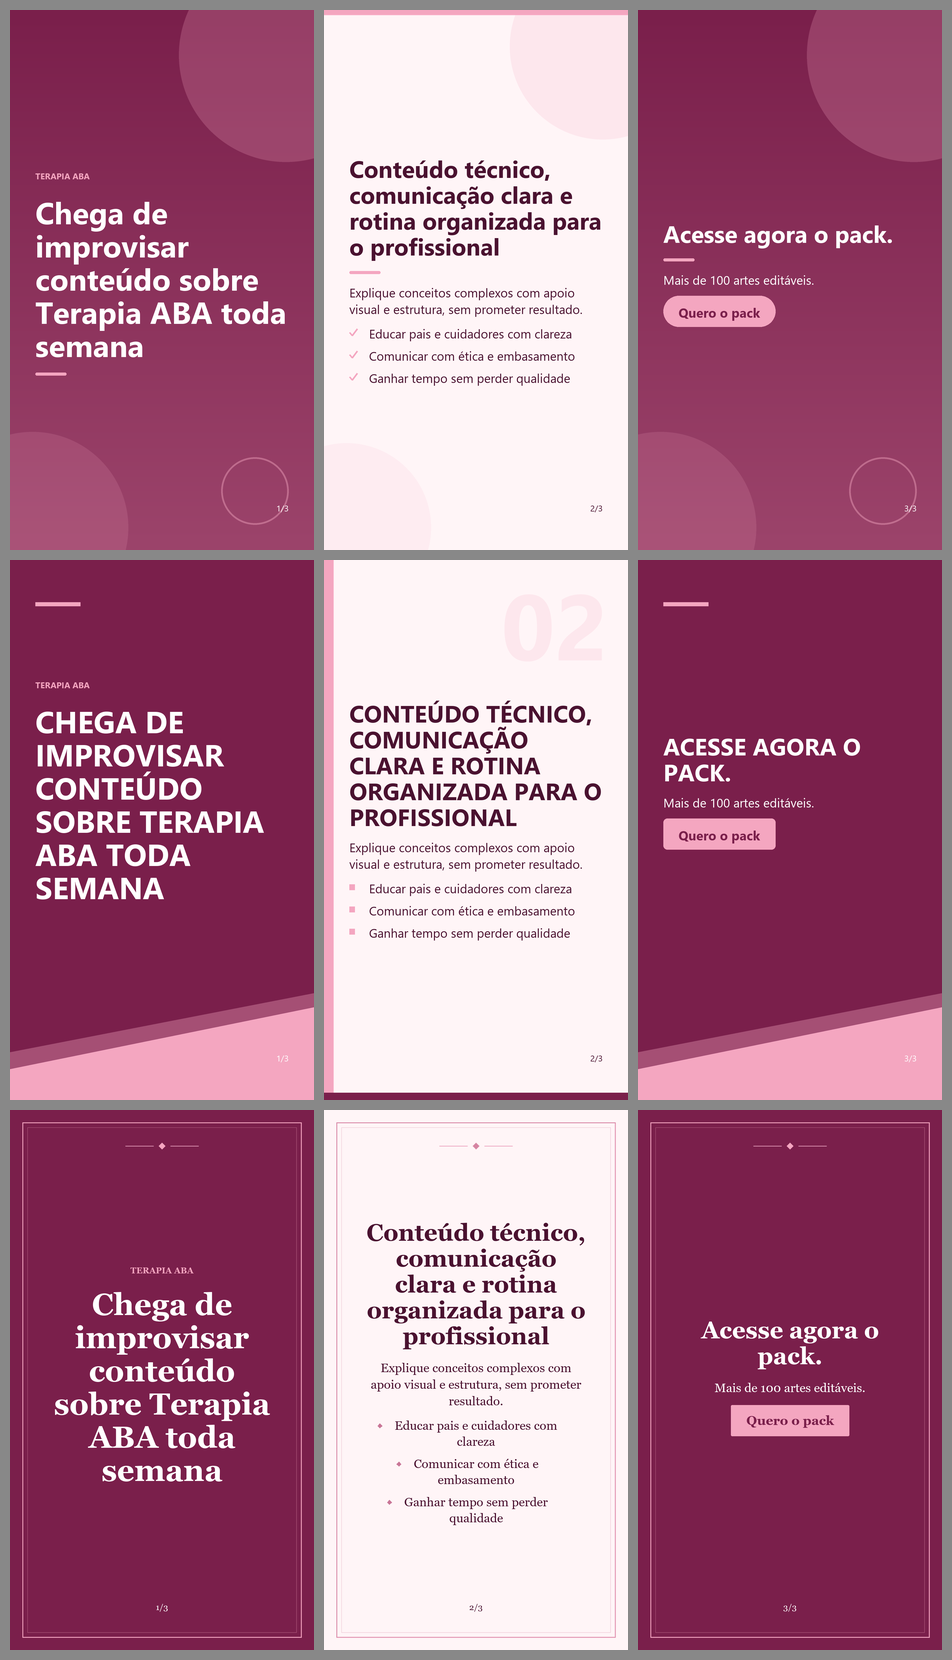 TERAPIA ABA
Chega de
improvisar
conteúdo sobre
Terapia ABA toda
semana
1/3
Conteúdo técnico,
comunicação clara e
rotina organizada para
o profissional
Explique conceitos complexos com apoio
visual e estrutura, sem prometer resultado.
Educar pais e cuidadores com clareza
Comunicar com ética e embasamento
Ganhar tempo sem perder qualidade
2/3
Acesse agora o pack.
Mais de 100 artes editáveis.
Quero o pack
3/3
TERAPIA ABA
CHEGA DE
IMPROVISAR
CONTEÚDO
SOBRE TERAPIA
ABA TODA
SEMANA
1/3
02
CONTEÚDO TÉCNICO,
COMUNICAÇÃO
CLARA E ROTINA
ORGANIZADA PARA O
PROFISSIONAL
Explique conceitos complexos com apoio
visual e estrutura, sem prometer resultado.
Educar pais e cuidadores com clareza
Comunicar com ética e embasamento
Ganhar tempo sem perder qualidade
2/3
ACESSE AGORA O
PACK.
Mais de 100 artes editáveis.
Quero o pack
3/3
TERAPIA ABA
Chega de
improvisar
conteúdo
sobre Terapia
ABA toda
semana
1/3
Conteúdo técnico,
comunicação
clara e rotina
organizada para o
profissional
Explique conceitos complexos com
apoio visual e estrutura, sem prometer
resultado.
Educar pais e cuidadores com
clareza
Comunicar com ética e
embasamento
Ganhar tempo sem perder
qualidade
2/3
Acesse agora o
pack.
Mais de 100 artes editáveis.
Quero o pack
3/3